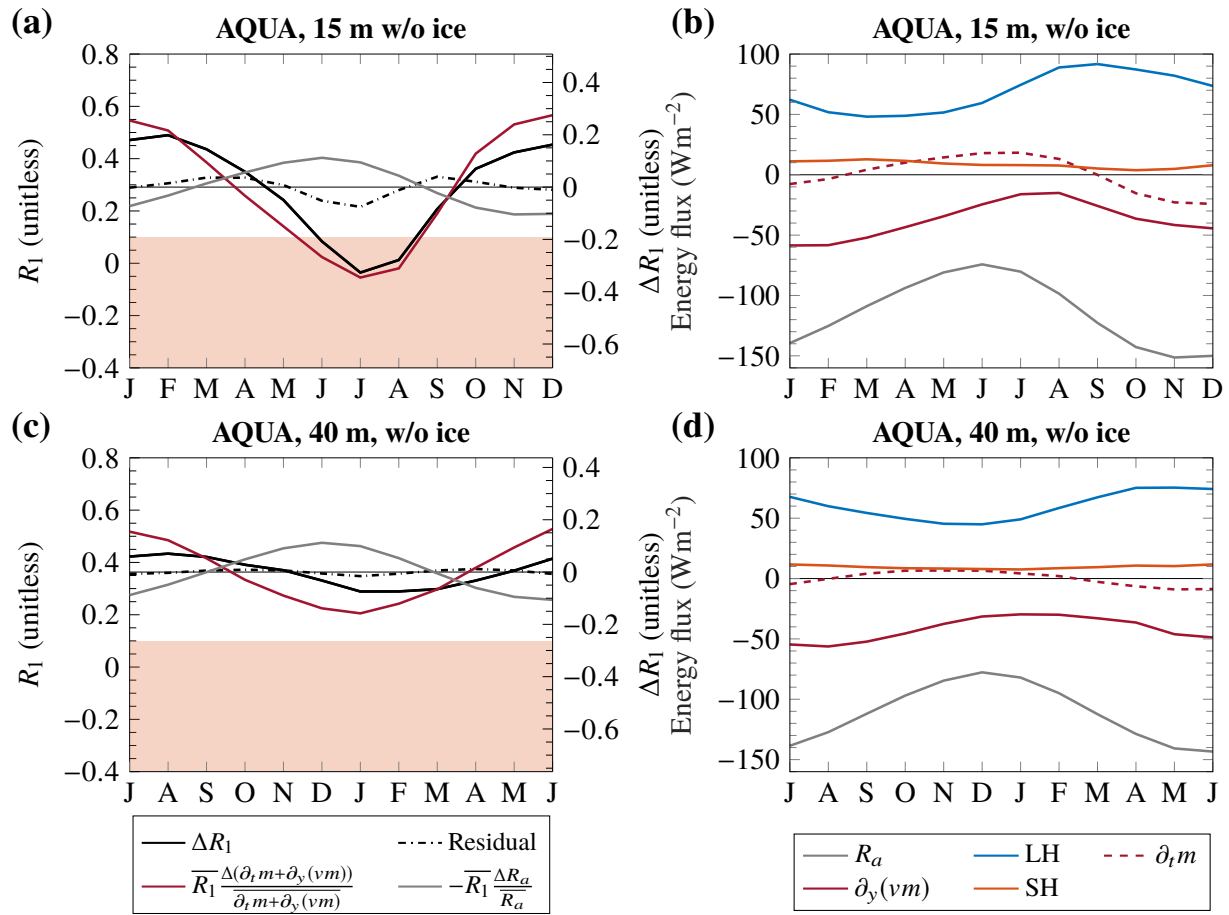 (a)
AQUA, 15 m w/o ice
0.8
0.6
0.4
0.2
0
−0.2
−0.4
R₁ (unitless)
0.4
0.2
0
−0.2
−0.4
−0.6
ΔR₁ (unitless)
J F M A M J J A S O N D
(b)
AQUA, 15 m, w/o ice
100
50
0
−50
−100
−150
Energy flux (Wm⁻²)
J F M A M J J A S O N D
(c)
AQUA, 40 m, w/o ice
0.8
0.6
0.4
0.2
0
−0.2
−0.4
R₁ (unitless)
0.4
0.2
0
−0.2
−0.4
−0.6
ΔR₁ (unitless)
J A S O N D J F M A M J
(d)
AQUA, 40 m, w/o ice
100
50
0
−50
−100
−150
Energy flux (Wm⁻²)
J A S O N D J F M A M J
ΔR₁ Residual
R̅₁ Δ(∂ₜm+∂ᵧ(vm)) / ∂ₜm+∂ᵧ(vm) −R̅₁ ΔRₐ / R̅ₐ
Rₐ LH ∂ₜm
∂ᵧ(vm) SH